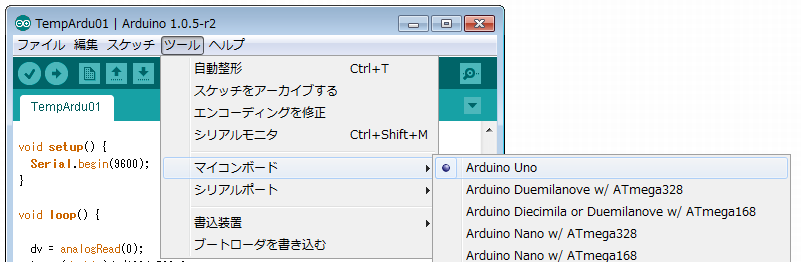 TempArdu01 | Arduino 1.0.5-r2
ファイル 編集 スケッチ ツール ヘルプ
TempArdu01
自動整形 Ctrl+T
スケッチをアーカイブする
エンコーディングを修正
シリアルモニタ Ctrl+Shift+M
マイコンボード
シリアルポート
書込装置
ブートローダを書き込む
Arduino Uno
Arduino Duemilanove w/ ATmega328
Arduino Diecimila or Duemilanove w/ ATmega168
Arduino Nano w/ ATmega328
Arduino Nano w/ ATmega168
void setup() {
Serial.begin(9600);
}
void loop() {
dv = analogRead(0);